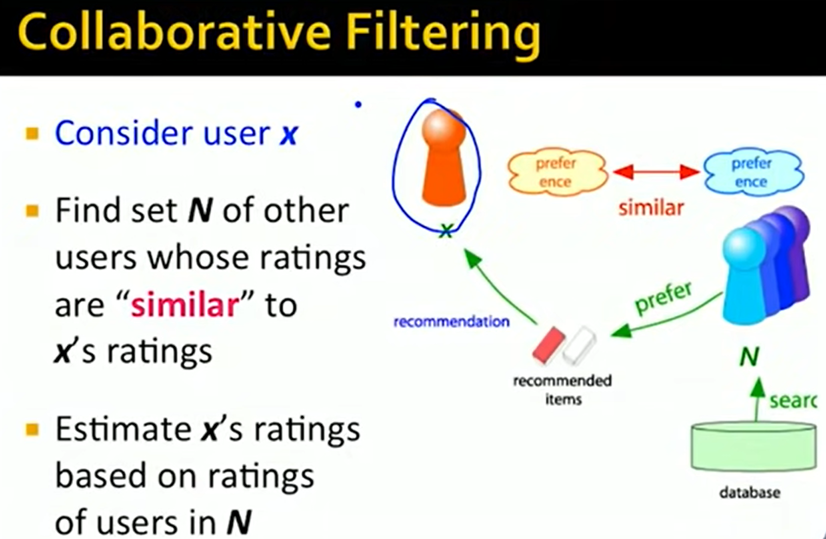 Collaborative Filtering
Consider user x
Find set N of other
users whose ratings
are “similar” to
x's ratings
Estimate x's ratings
based on ratings
of users in N
x
prefer
ence
similar
prefer
ence
prefer
recommendation
recommended
items
N
searc
database